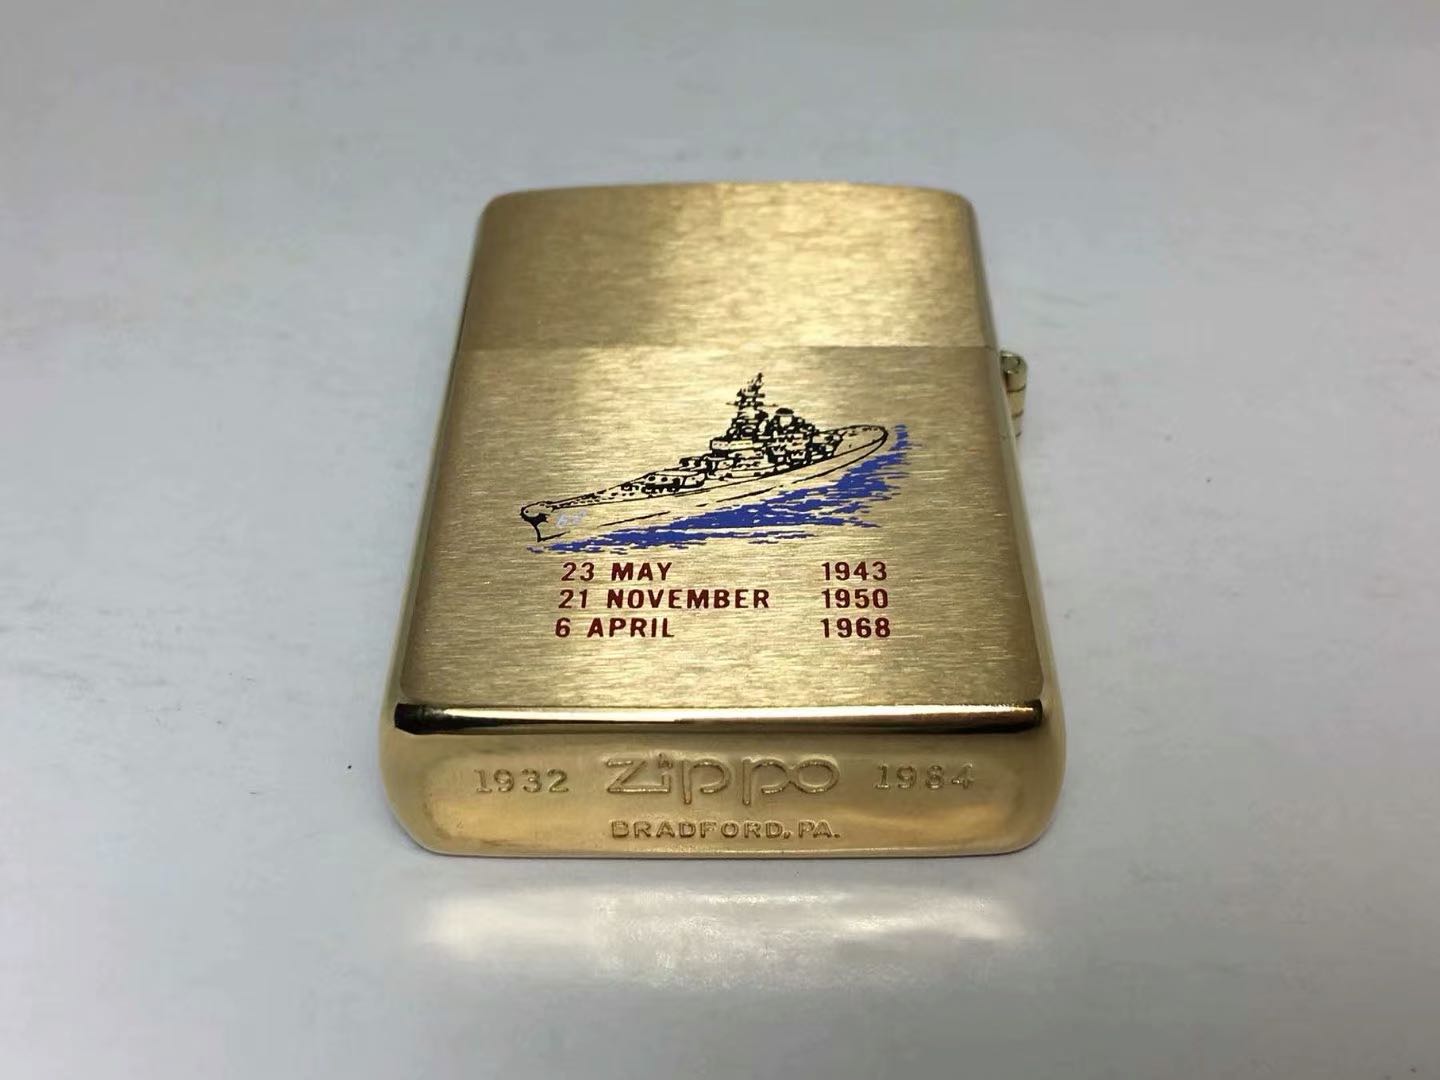 23 MAY 1943
21 NOVEMBER 1950
6 APRIL 1968
1932 Zippo 1984
BRADFORD, PA.